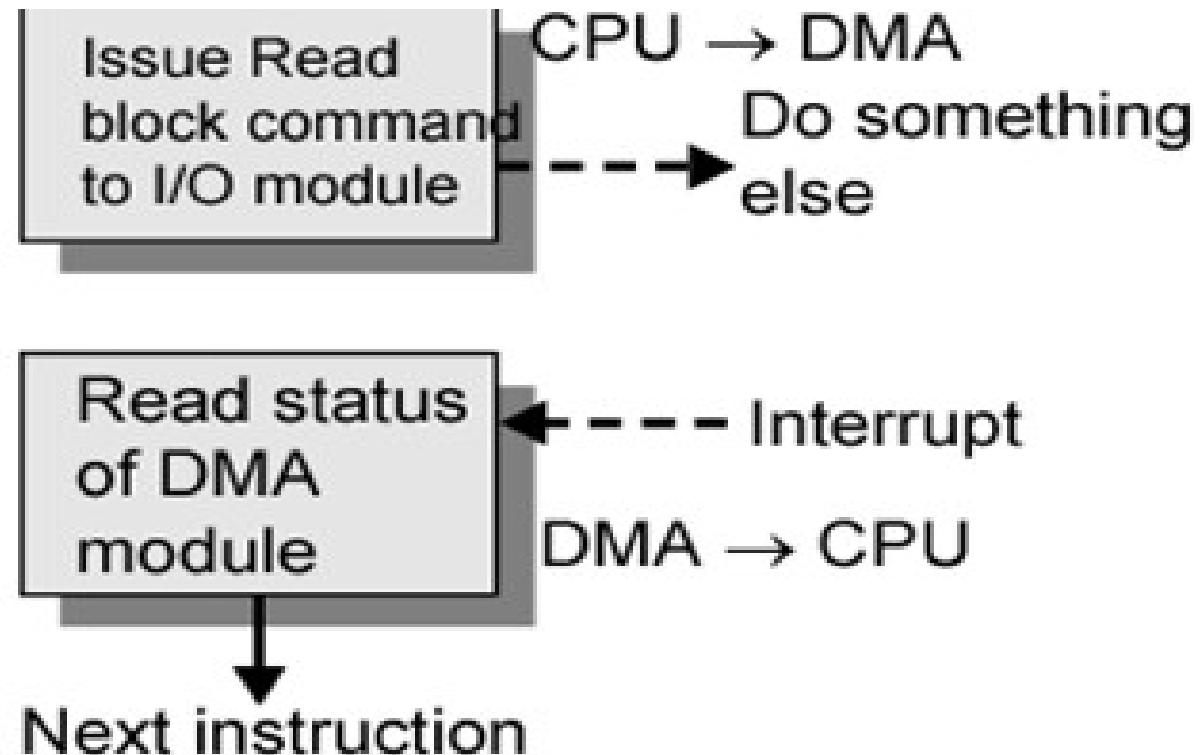 Issue Read
block command
to I/O module
CPU → DMA
Do something
else
Read status
of DMA
module
Interrupt
DMA → CPU
Next instruction